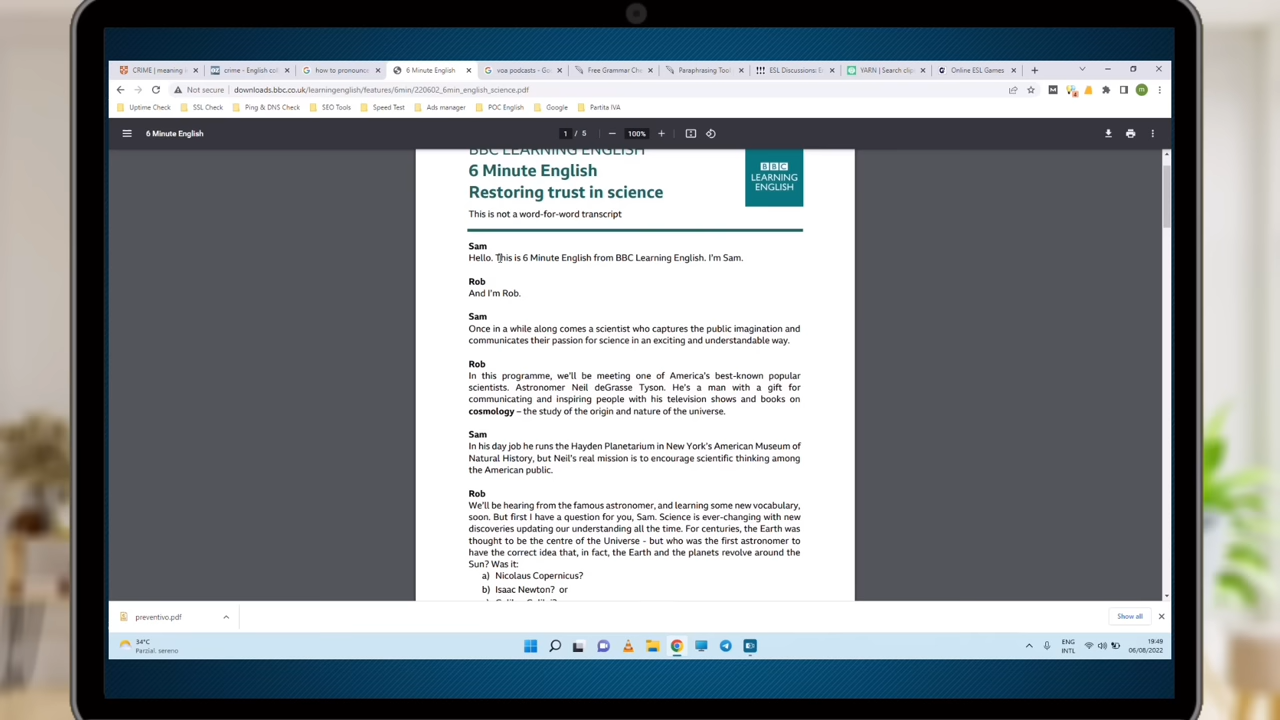 CRIME | meaning
crime - English col
how to pronounc
6 Minute English
voa podcasts - Goo
Free Grammar Che
Paraphrasing Tool
ESL Discussions: En
YARN | Search clip
Online ESL Games
Not secure
downloads.bbc.co.uk/learningenglish/features/6min/220602_6min_english_science.pdf
Uptime Check
SSL Check
Ping & DNS Check
SEO Tools
Speed Test
Ads manager
POC English
Google
Partita IVA
6 Minute English
1 / 5
100%
BBC LEARNING ENGLISH
6 Minute English
Restoring trust in science
BBC
LEARNING
ENGLISH
This is not a word-for-word transcript
Sam
Hello. This is 6 Minute English from BBC Learning English. I'm Sam.
Rob
And I'm Rob.
Sam
Once in a while along comes a scientist who captures the public imagination and
communicates their passion for science in an exciting and understandable way.
Rob
In this programme, we'll be meeting one of America's best-known popular
scientists. Astronomer Neil deGrasse Tyson. He's a man with a gift for
communicating and inspiring people with his television shows and books on
cosmology – the study of the origin and nature of the universe.
Sam
In his day job he runs the Hayden Planetarium in New York's American Museum of
Natural History, but Neil's real mission is to encourage scientific thinking among
the American public.
Rob
We'll be hearing from the famous astronomer, and learning some new vocabulary,
soon. But first I have a question for you, Sam. Science is ever-changing with new
discoveries updating our understanding all the time. For centuries, the Earth was
thought to be the centre of the Universe - but who was the first astronomer to
have the correct idea that, in fact, the Earth and the planets revolve around the
Sun? Was it:
a) Nicolaus Copernicus?
b) Isaac Newton? or
preventivo.pdf
Show all
34°C
Parzial. sereno
ENG
INTL
19:49
06/08/2022